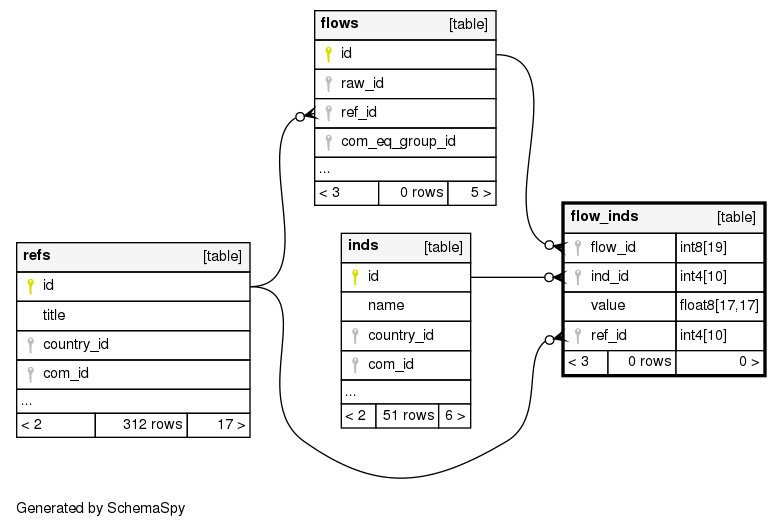 flows [table]
id
raw_id
ref_id
com_eq_group_id
...
< 3 0 rows 5 >
flow_inds [table]
flow_id int8[19]
ind_id int4[10]
value float8[17,17]
ref_id int4[10]
< 3 0 rows 0 >
inds [table]
id
name
country_id
com_id
...
< 2 51 rows 6 >
refs [table]
id
title
country_id
com_id
...
< 2 312 rows 17 >
Generated by SchemaSpy